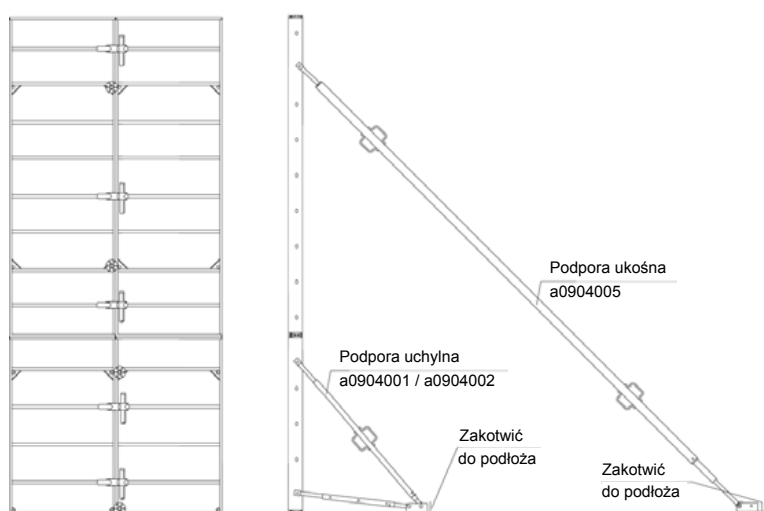 Podpora ukośna
a0904005
Podpora uchylna
a0904001 / a0904002
Zakotwić
do podłoża
Zakotwić
do podłoża